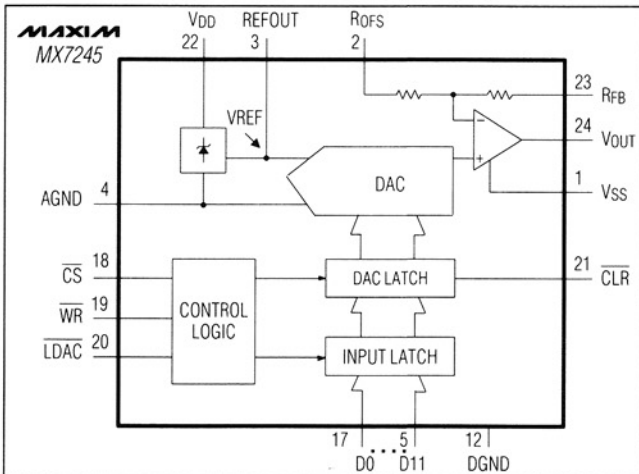 MAXIM
MX7245
VDD REFOUT ROFS
22 3 2
23 RFB
VREF
24 VOUT
DAC
1 VSS
AGND 4
CS 18
DAC LATCH
21 CLR
WR 19
CONTROL LOGIC
LDAC 20
INPUT LATCH
17 5 12
D0 D11 DGND